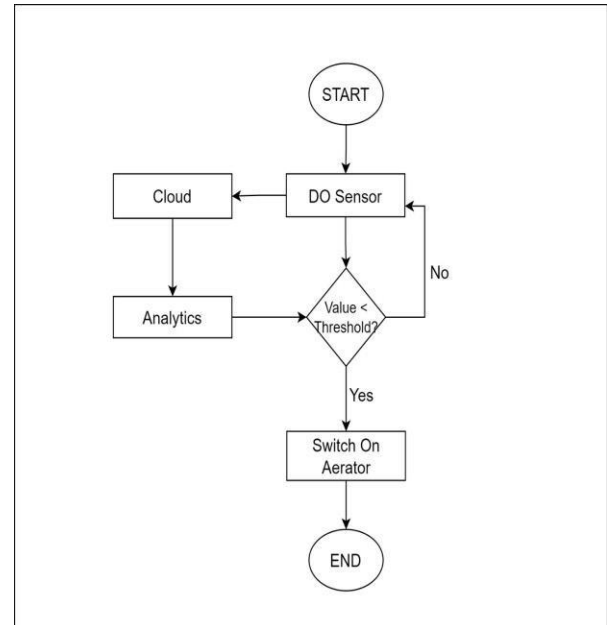 START
Cloud
DO Sensor
No
Analytics
Value <
Threshold?
Yes
Switch On
Aerator
END